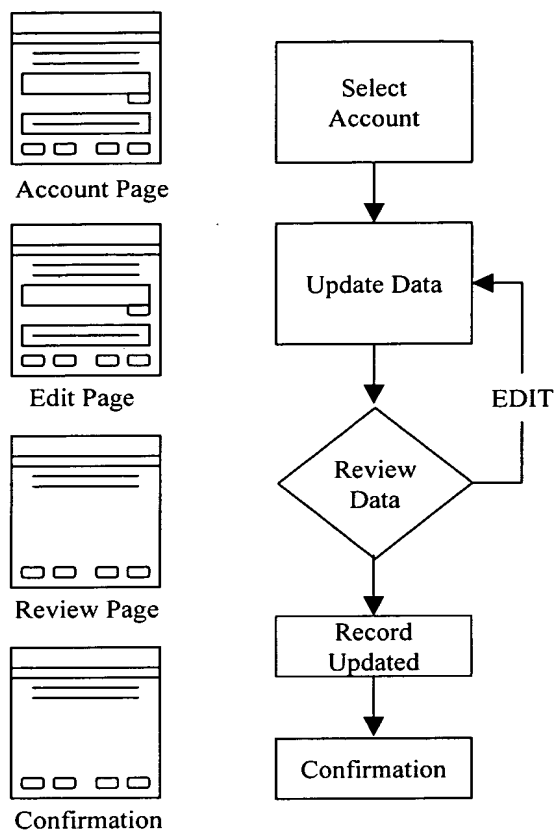 Select
Account
Account Page
Update Data
Edit Page
EDIT
Review
Data
Review Page
Record
Updated
Confirmation
Confirmation